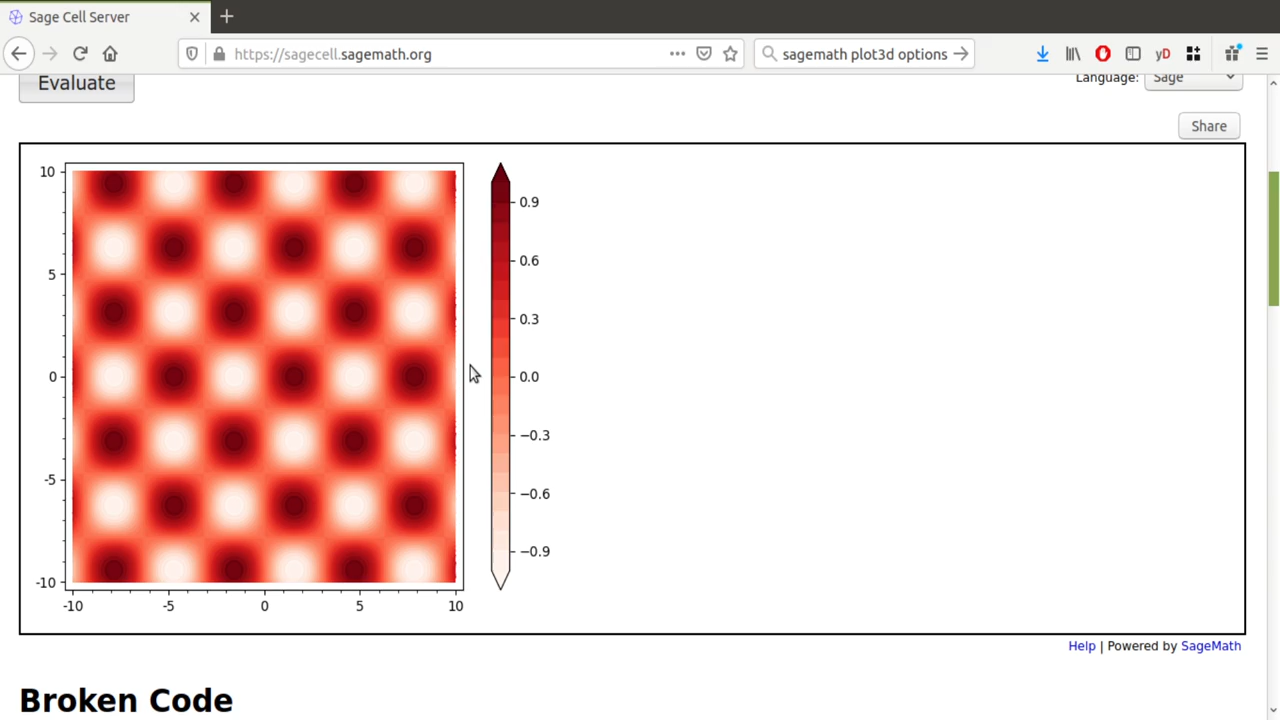 Sage Cell Server
https://sagecell.sagemath.org
sagemath plot3d options
yD
Evaluate
Language: Sage
Share
10
5
0
-5
-10
-10 -5 0 5 10
0.9
0.6
0.3
0.0
−0.3
−0.6
−0.9
Help | Powered by SageMath
Broken Code